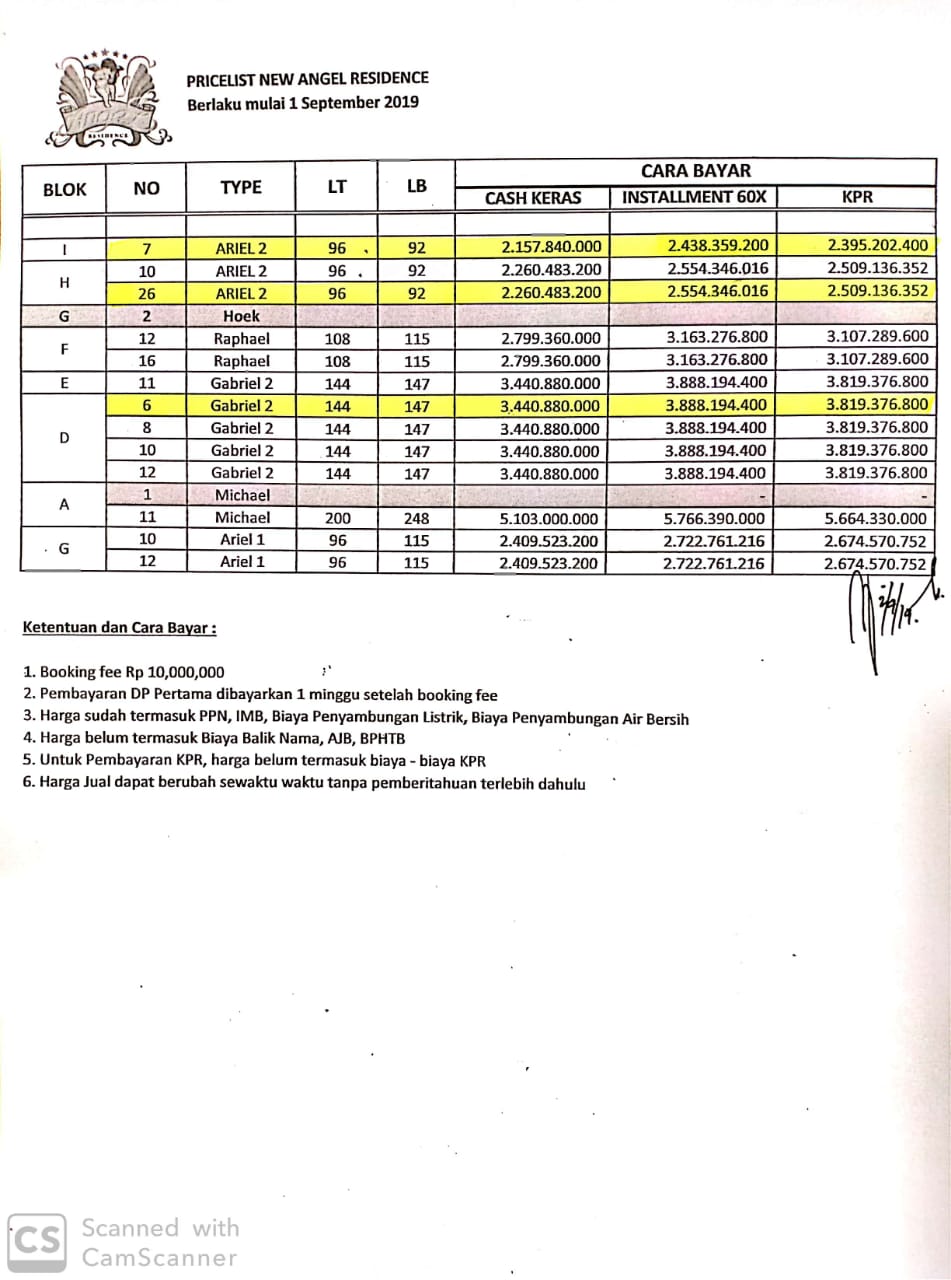 ANGEL
RESIDENCE
PRICELIST NEW ANGEL RESIDENCE
Berlaku mulai 1 September 2019
BLOK NO TYPE LT LB CARA BAYAR
CASH KERAS INSTALLMENT 60X KPR
I 7 ARIEL 2 96 92 2.157.840.000 2.438.359.200 2.395.202.400
H 10 ARIEL 2 96 92 2.260.483.200 2.554.346.016 2.509.136.352
26 ARIEL 2 96 92 2.260.483.200 2.554.346.016 2.509.136.352
G 2 Hoek
F 12 Raphael 108 115 2.799.360.000 3.163.276.800 3.107.289.600
16 Raphael 108 115 2.799.360.000 3.163.276.800 3.107.289.600
E 11 Gabriel 2 144 147 3.440.880.000 3.888.194.400 3.819.376.800
D 6 Gabriel 2 144 147 3.440.880.000 3.888.194.400 3.819.376.800
8 Gabriel 2 144 147 3.440.880.000 3.888.194.400 3.819.376.800
10 Gabriel 2 144 147 3.440.880.000 3.888.194.400 3.819.376.800
12 Gabriel 2 144 147 3.440.880.000 3.888.194.400 3.819.376.800
A 1 Michael - -
11 Michael 200 248 5.103.000.000 5.766.390.000 5.664.330.000
G 10 Ariel 1 96 115 2.409.523.200 2.722.761.216 2.674.570.752
12 Ariel 1 96 115 2.409.523.200 2.722.761.216 2.674.570.752
2/9/19.
Ketentuan dan Cara Bayar :
1. Booking fee Rp 10,000,000
2. Pembayaran DP Pertama dibayarkan 1 minggu setelah booking fee
3. Harga sudah termasuk PPN, IMB, Biaya Penyambungan Listrik, Biaya Penyambungan Air Bersih
4. Harga belum termasuk Biaya Balik Nama, AJB, BPHTB
5. Untuk Pembayaran KPR, harga belum termasuk biaya - biaya KPR
6. Harga Jual dapat berubah sewaktu waktu tanpa pemberitahuan terlebih dahulu
CS Scanned with
CamScanner